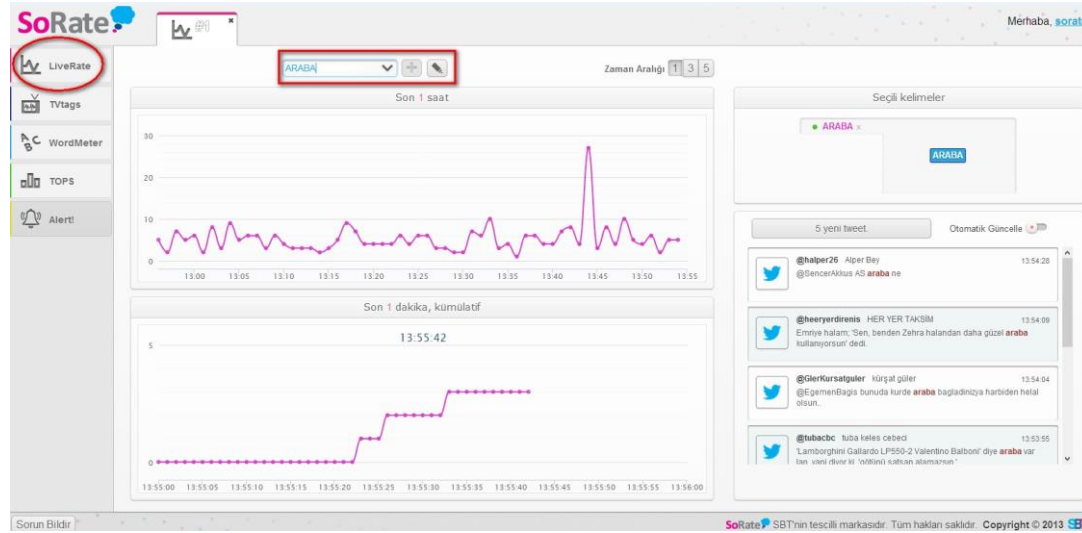 SoRate
#1
×
Merhaba, sorat
LiveRate
TVtags
WordMeter
TOPS
Alert!
ARABA
Zaman Aralığı 1 3 5
Son 1 saat
30
20
10
0
13:00 13:05 13:10 13:15 13:20 13:25 13:30 13:35 13:40 13:45 13:50 13:55
Son 1 dakika, kümülatif
13:55:42
5
0
13:55:00 13:55:05 13:55:10 13:55:15 13:55:20 13:55:25 13:55:30 13:55:35 13:55:40 13:55:45 13:55:50 13:55:55 13:56:00
Seçili kelimeler
ARABA ×
ARABA
5 yeni tweet.
Otomatik Güncelle
@halper26 Alper Bey 13:54:28
@SencerAkkus AS araba ne
@heeryerdirenis HER YER TAKSİM 13:54:09
Emriye halam; 'Sen, benden Zehra halandan daha güzel araba
kullanıyorsun' dedi.
@GlerKursatguler kürşat güler 13:54:04
@EgemenBagis bunuda kurde araba bagladinizya harbiden helal
olsun..
@tubacbc tuba keles cebeci 13:53:55
'Lamborghini Gallardo LP550-2 Valentino Balboni' diye araba var
lan. yani diyor ki, 'götünü satsan alamazsın.'
Sorun Bildir
SoRate SBT'nin tescilli markasıdır. Tüm hakları saklıdır. Copyright © 2013 SB